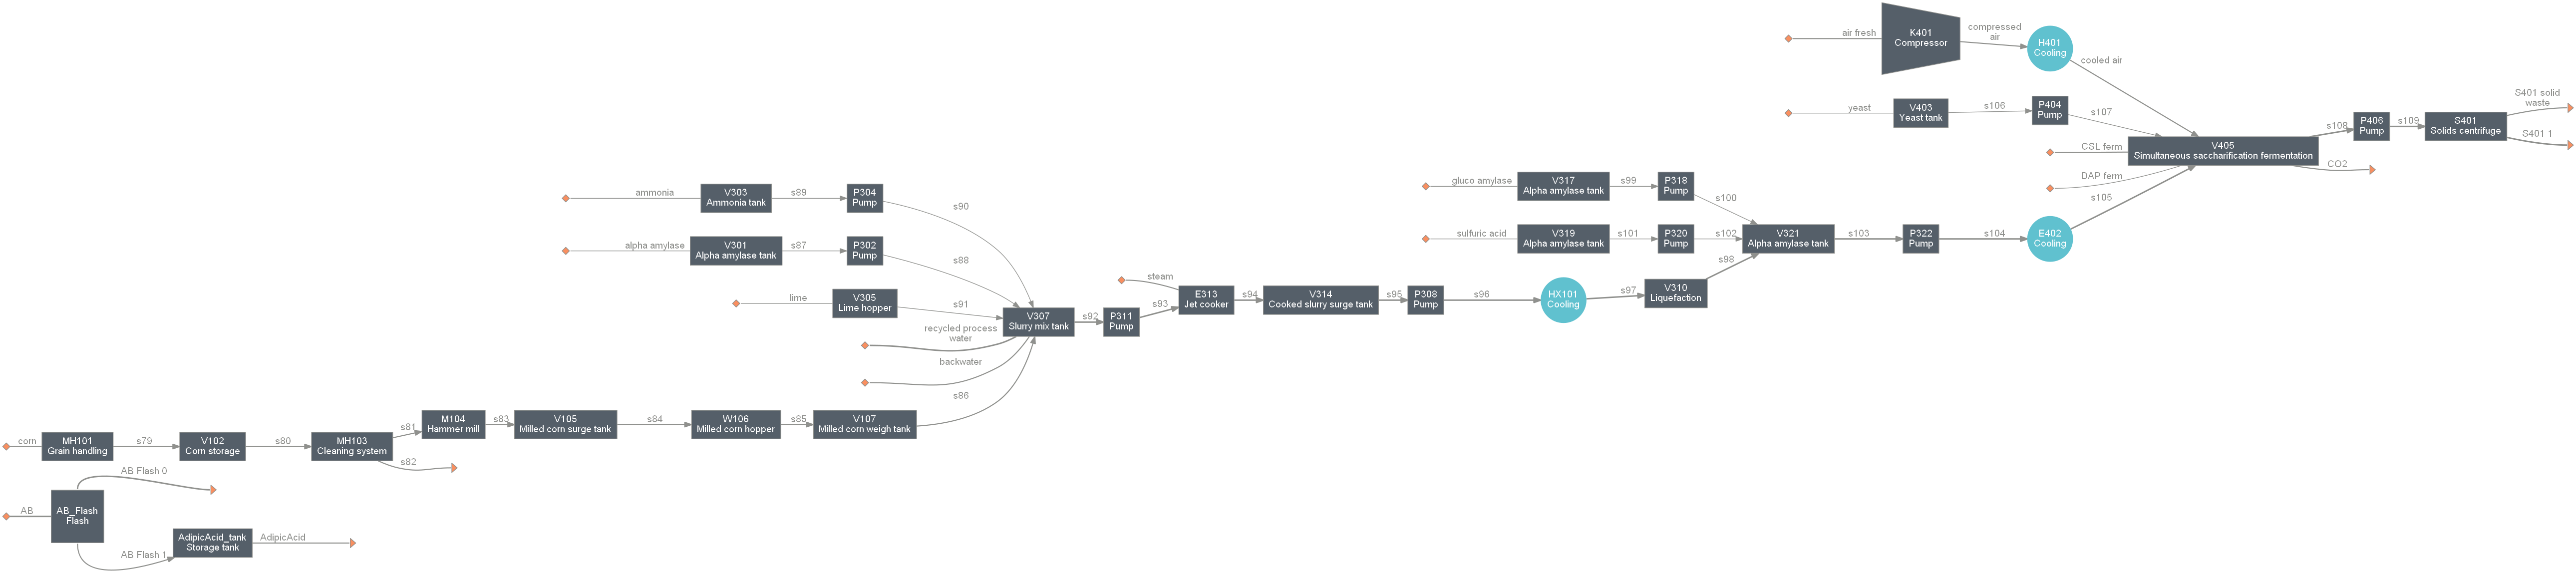 K401
Compressor
air fresh
compressed
air
H401
Cooling
cooled air
yeast
V403
Yeast tank
s106
P404
Pump
s107
CSL ferm
DAP ferm
V405
Simultaneous saccharification fermentation
s108
P406
Pump
s109
S401
Solids centrifuge
S401 solid
waste
S401 1
CO2
s105
gluco amylase
V317
Alpha amylase tank
s99
P318
Pump
s100
sulfuric acid
V319
Alpha amylase tank
s101
P320
Pump
s102
V321
Alpha amylase tank
s103
P322
Pump
s104
E402
Cooling
ammonia
V303
Ammonia tank
s89
P304
Pump
s90
alpha amylase
V301
Alpha amylase tank
s87
P302
Pump
s88
lime
V305
Lime hopper
s91
recycled process
water
backwater
V307
Slurry mix tank
s92
P311
Pump
s93
steam
E313
Jet cooker
s94
V314
Cooked slurry surge tank
s95
P308
Pump
s96
HX101
Cooling
s97
V310
Liquefaction
s98
s86
corn
MH101
Grain handling
s79
V102
Corn storage
s80
MH103
Cleaning system
s81
s82
M104
Hammer mill
s83
V105
Milled corn surge tank
s84
W106
Milled corn hopper
s85
V107
Milled corn weigh tank
AB
AB_Flash
Flash
AB Flash 0
AB Flash 1
AdipicAcid_tank
Storage tank
AdipicAcid